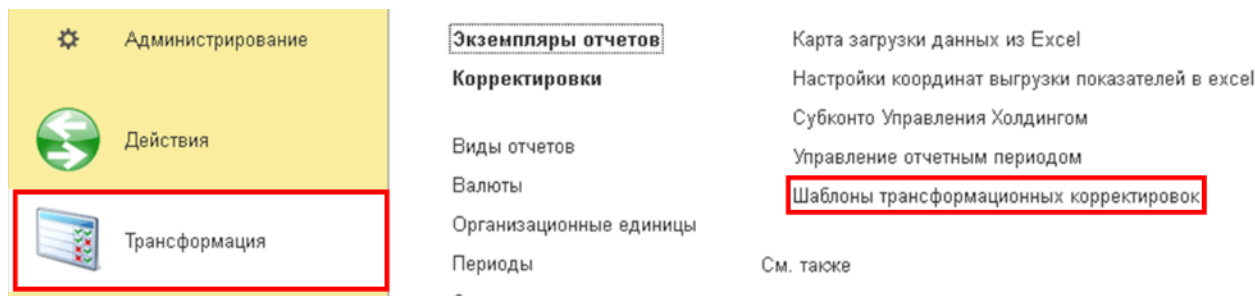 Администрирование
Действия
Трансформация
Экземпляры отчетов
Корректировки
Виды отчетов
Валюты
Организационные единицы
Периоды
Карта загрузки данных из Excel
Настройки координат выгрузки показателей в excel
Субконто Управления Холдингом
Управление отчетным периодом
Шаблоны трансформационных корректировок
См. также